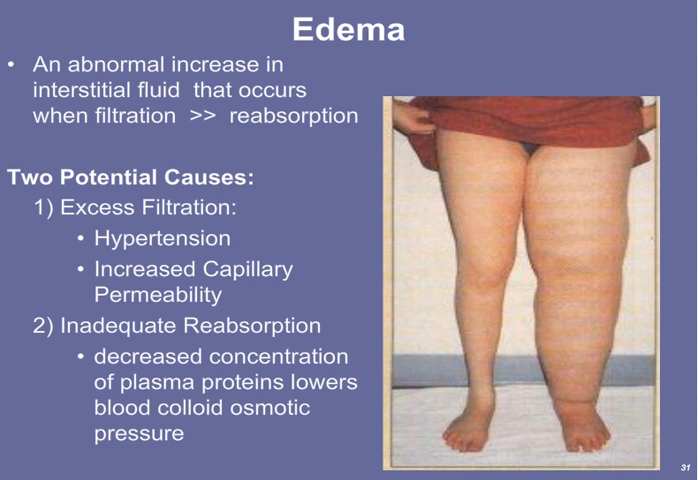 Edema
• An abnormal increase in
interstitial fluid that occurs
when filtration >> reabsorption
Two Potential Causes:
1) Excess Filtration:
• Hypertension
• Increased Capillary
Permeability
2) Inadequate Reabsorption
• decreased concentration
of plasma proteins lowers
blood colloid osmotic
pressure
31